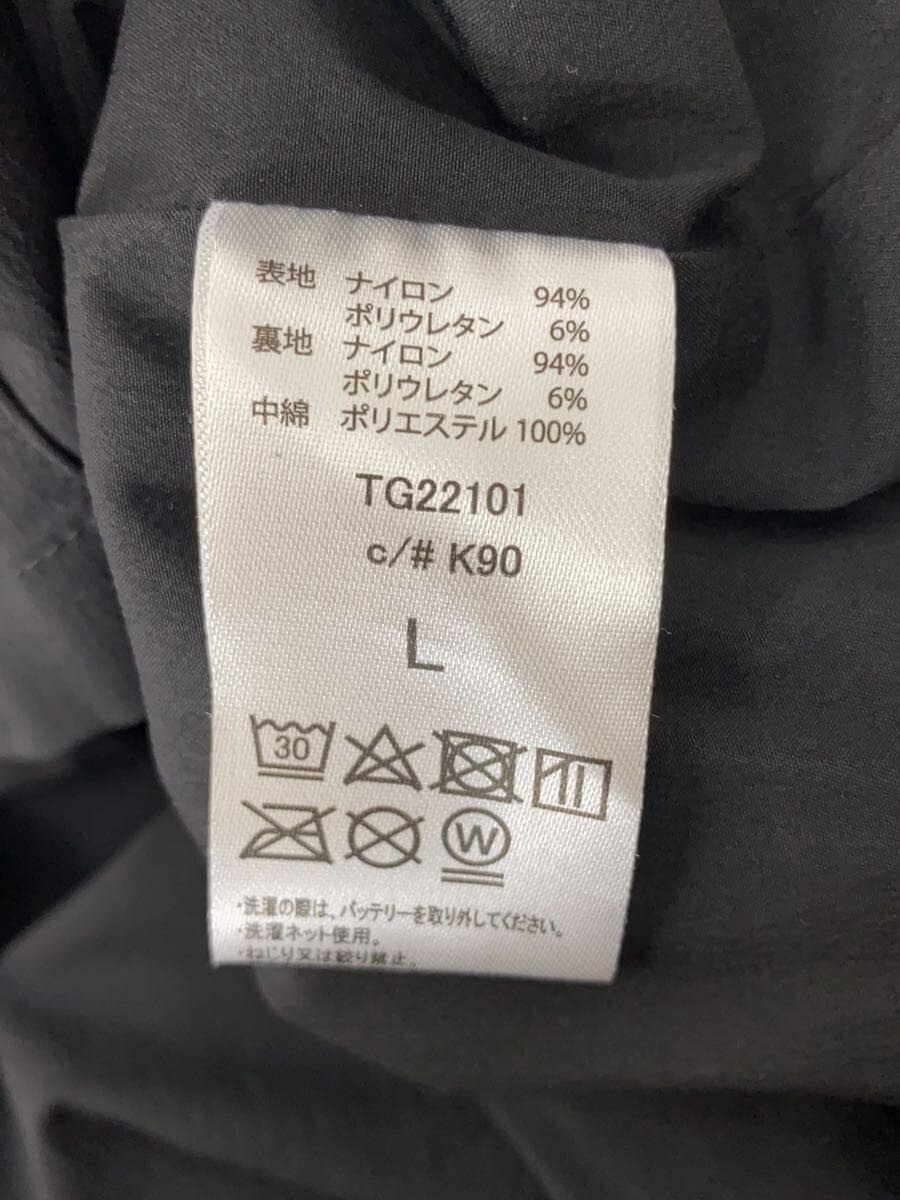 表地 ナイロン 94%
ポリウレタン 6%
裏地 ナイロン 94%
ポリウレタン 6%
中綿 ポリエステル 100%
TG22101
c/# K90
L
30
W
・洗濯の際は、バッテリーを取り外してください。
・洗濯ネット使用。
・ねじり又は絞り禁止。